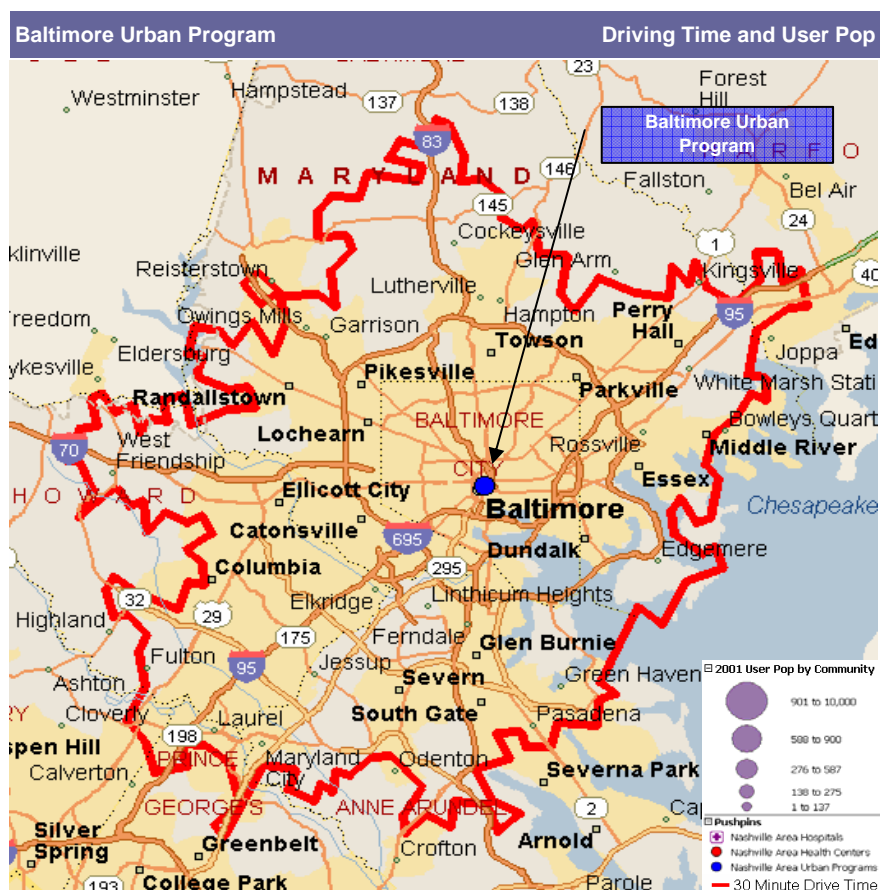 Baltimore Urban Program Driving Time and User Pop
23
Forest
Hill
Westminster
Hampstead
137
138
83
Baltimore Urban
Program
MARYLAND
146
Fallston
Bel Air
145
24
Cockeysville
1
klinville
Glen Arm
Kingsville
Reisterstown
40
Lutherville
Owings Mills
Hampton
Perry
Hall
95
reedom
Garrison
Towson
Eldersburg
Joppa
Ed
ykesville
Pikesville
Parkville
White Marsh Stati
Randallstown
BALTIMORE
Bowleys Quart
Lochearn
Rossville
Middle River
70
West
Friendship
CITY
Essex
HOWARD
Ellicott City
Baltimore
Chesapeake
Catonsville
695
Dundalk
Edgemere
Columbia
295
Elkridge
Linthicum Heights
32
Highland
29
175
Ferndale
Glen Burnie
Fulton
95
Jessup
Severn
Green Haven
Ashton
Cloverly
South Gate
Pasadena
Laurel
198
spen Hill
PRINCE
Maryland
City
Odenton
Calverton
Severna Park
GEORGE'S
ANNE ARUNDEL
2
Silver
Spring
Greenbelt
Crofton
Arnold
193
College Park
Parole
2001 User Pop by Community
901 to 10,000
588 to 900
276 to 587
138 to 275
1 to 137
Pushpins
Nashville Area Hospitals
Nashville Area Health Centers
Nashville Area Urban Programs
30 Minute Drive Time